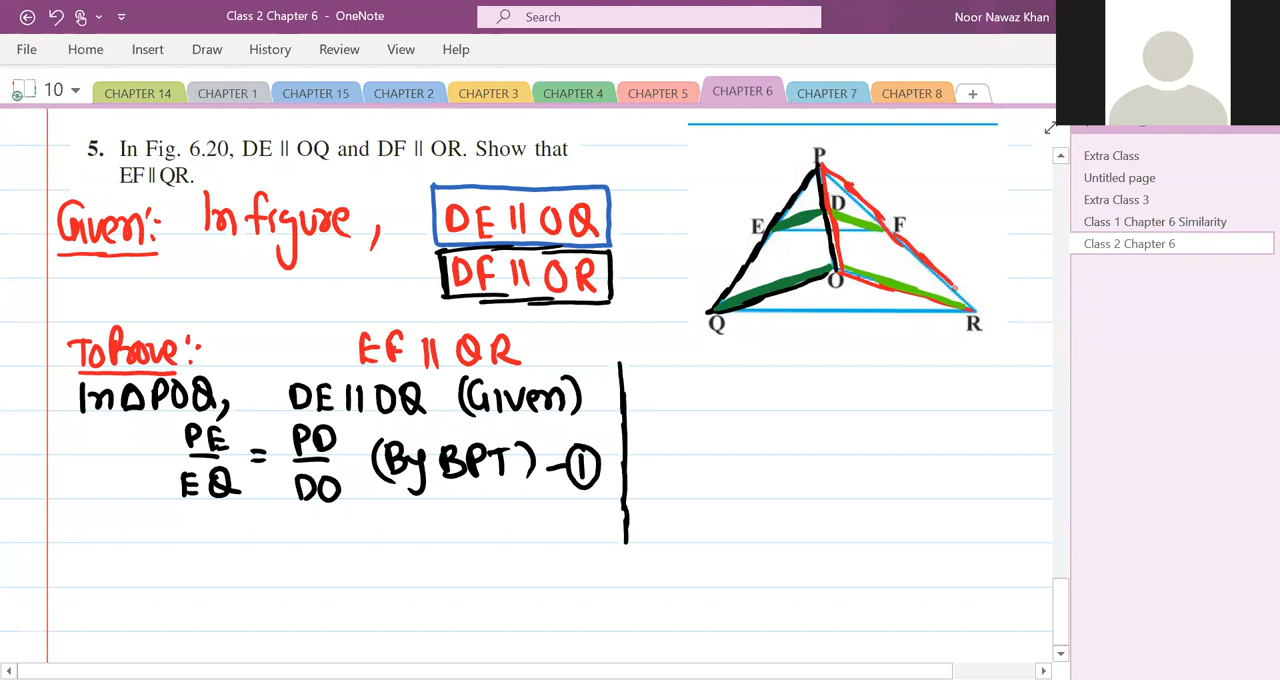 Class 2 Chapter 6 - OneNote
Search
Noor Nawaz Khan
File Home Insert Draw History Review View Help
10
CHAPTER 14 CHAPTER 1 CHAPTER 15 CHAPTER 2 CHAPTER 3 CHAPTER 4 CHAPTER 5 CHAPTER 6 CHAPTER 7 CHAPTER 8 +
Extra Class
Untitled page
Extra Class 3
Class 1 Chapter 6 Similarity
Class 2 Chapter 6
5. In Fig. 6.20, DE || OQ and DF || OR. Show that
EF || QR.
Given:- In figure, DE || OQ
DF || OR
To Prove:- EF || QR
In Δ POQ, DE || OQ (Given)
PE/EQ = PD/DO (By BPT) - ①
P
D
E
F
O
Q
R